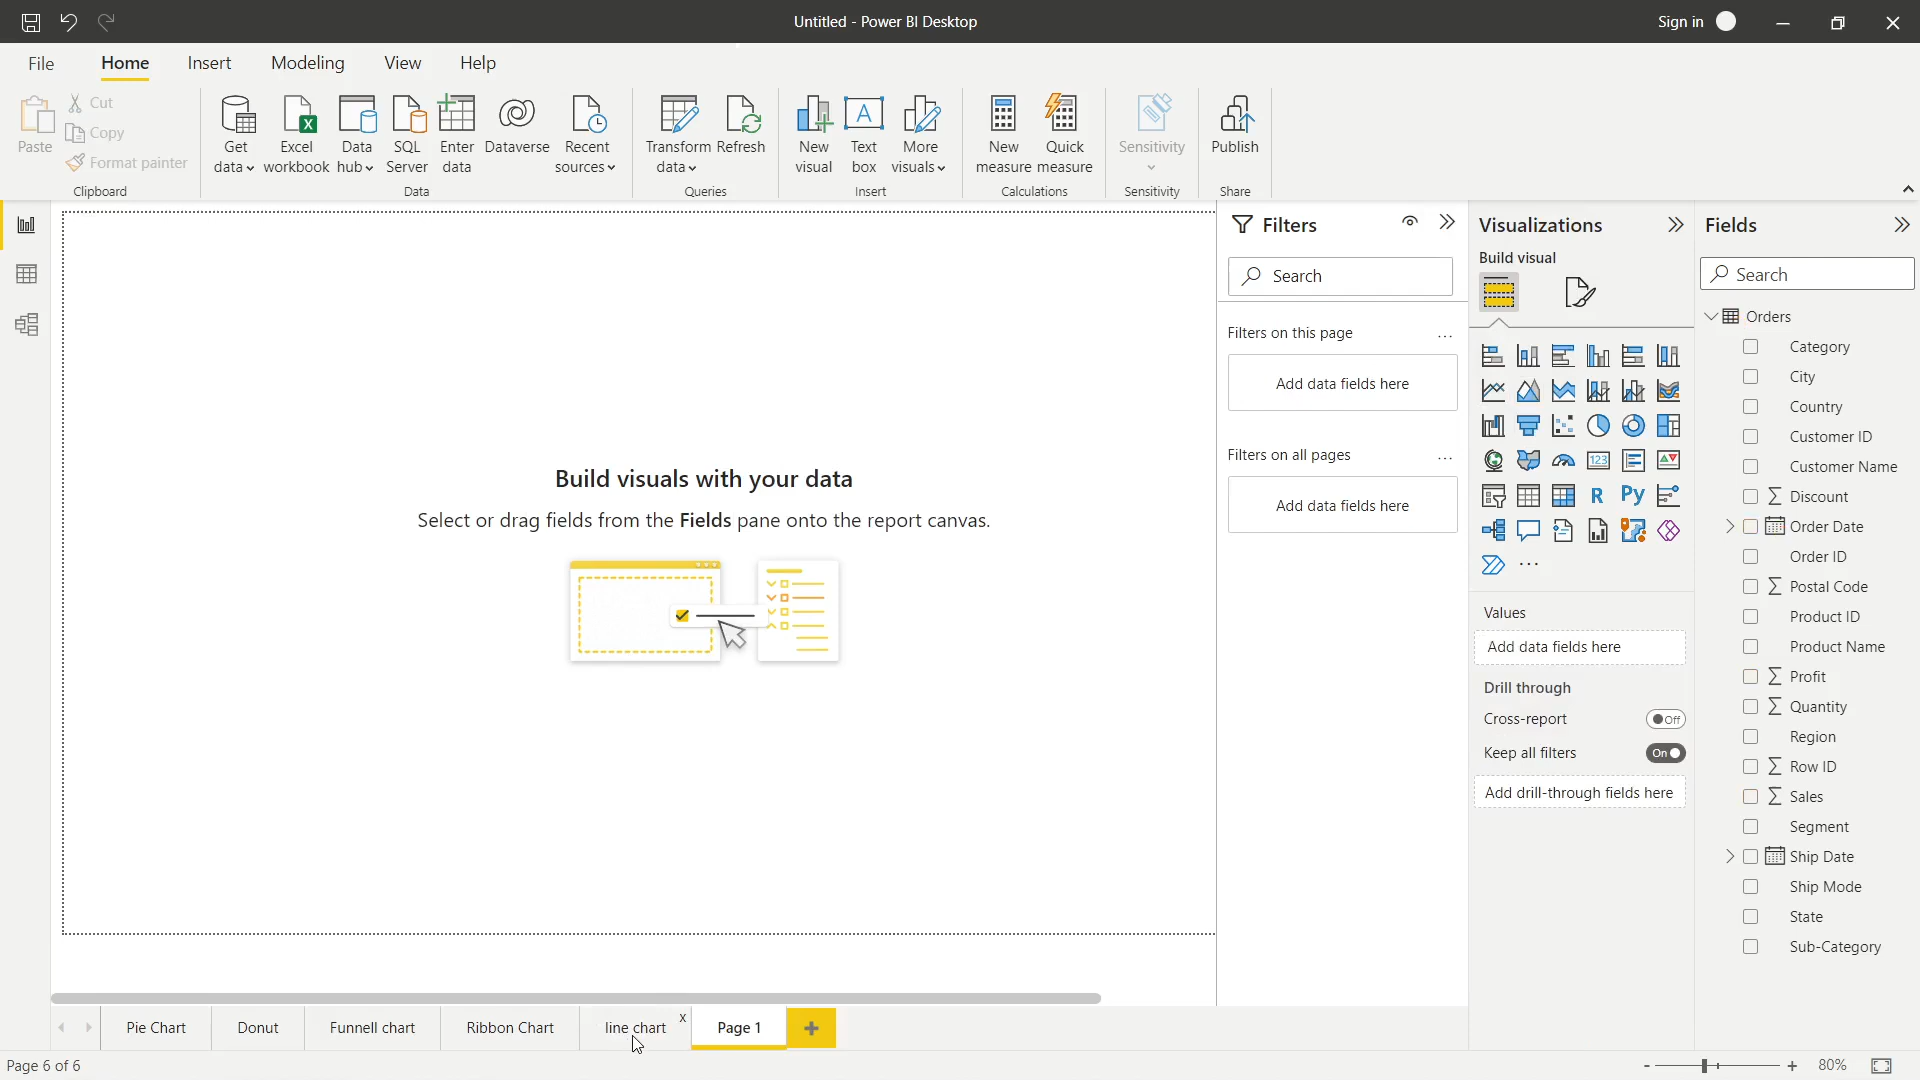 Untitled - Power BI Desktop
Sign in
File
Home
Insert
Modeling
View
Help
Paste
Cut
Copy
Format painter
Clipboard
Get data
Excel workbook
Data hub
SQL Server
Enter data
Dataverse
Recent sources
Data
Transform data
Refresh
Queries
New visual
Text box
More visuals
Insert
New measure
Quick measure
Calculations
Sensitivity
Sensitivity
Publish
Share
Build visuals with your data
Select or drag fields from the Fields pane onto the report canvas.
Filters
Search
Filters on this page
...
Add data fields here
Filters on all pages
...
Add data fields here
Visualizations
Build visual
123
R
Py
...
Values
Add data fields here
Drill through
Cross-report
Off
Keep all filters
On
Add drill-through fields here
Fields
Search
Orders
Category
City
Country
Customer ID
Customer Name
∑ Discount
Order Date
Order ID
∑ Postal Code
Product ID
Product Name
∑ Profit
∑ Quantity
Region
∑ Row ID
∑ Sales
Segment
Ship Date
Ship Mode
State
Sub-Category
Pie Chart
Donut
Funnell chart
Ribbon Chart
line chart
x
Page 1
+
Page 6 of 6
- + 80%